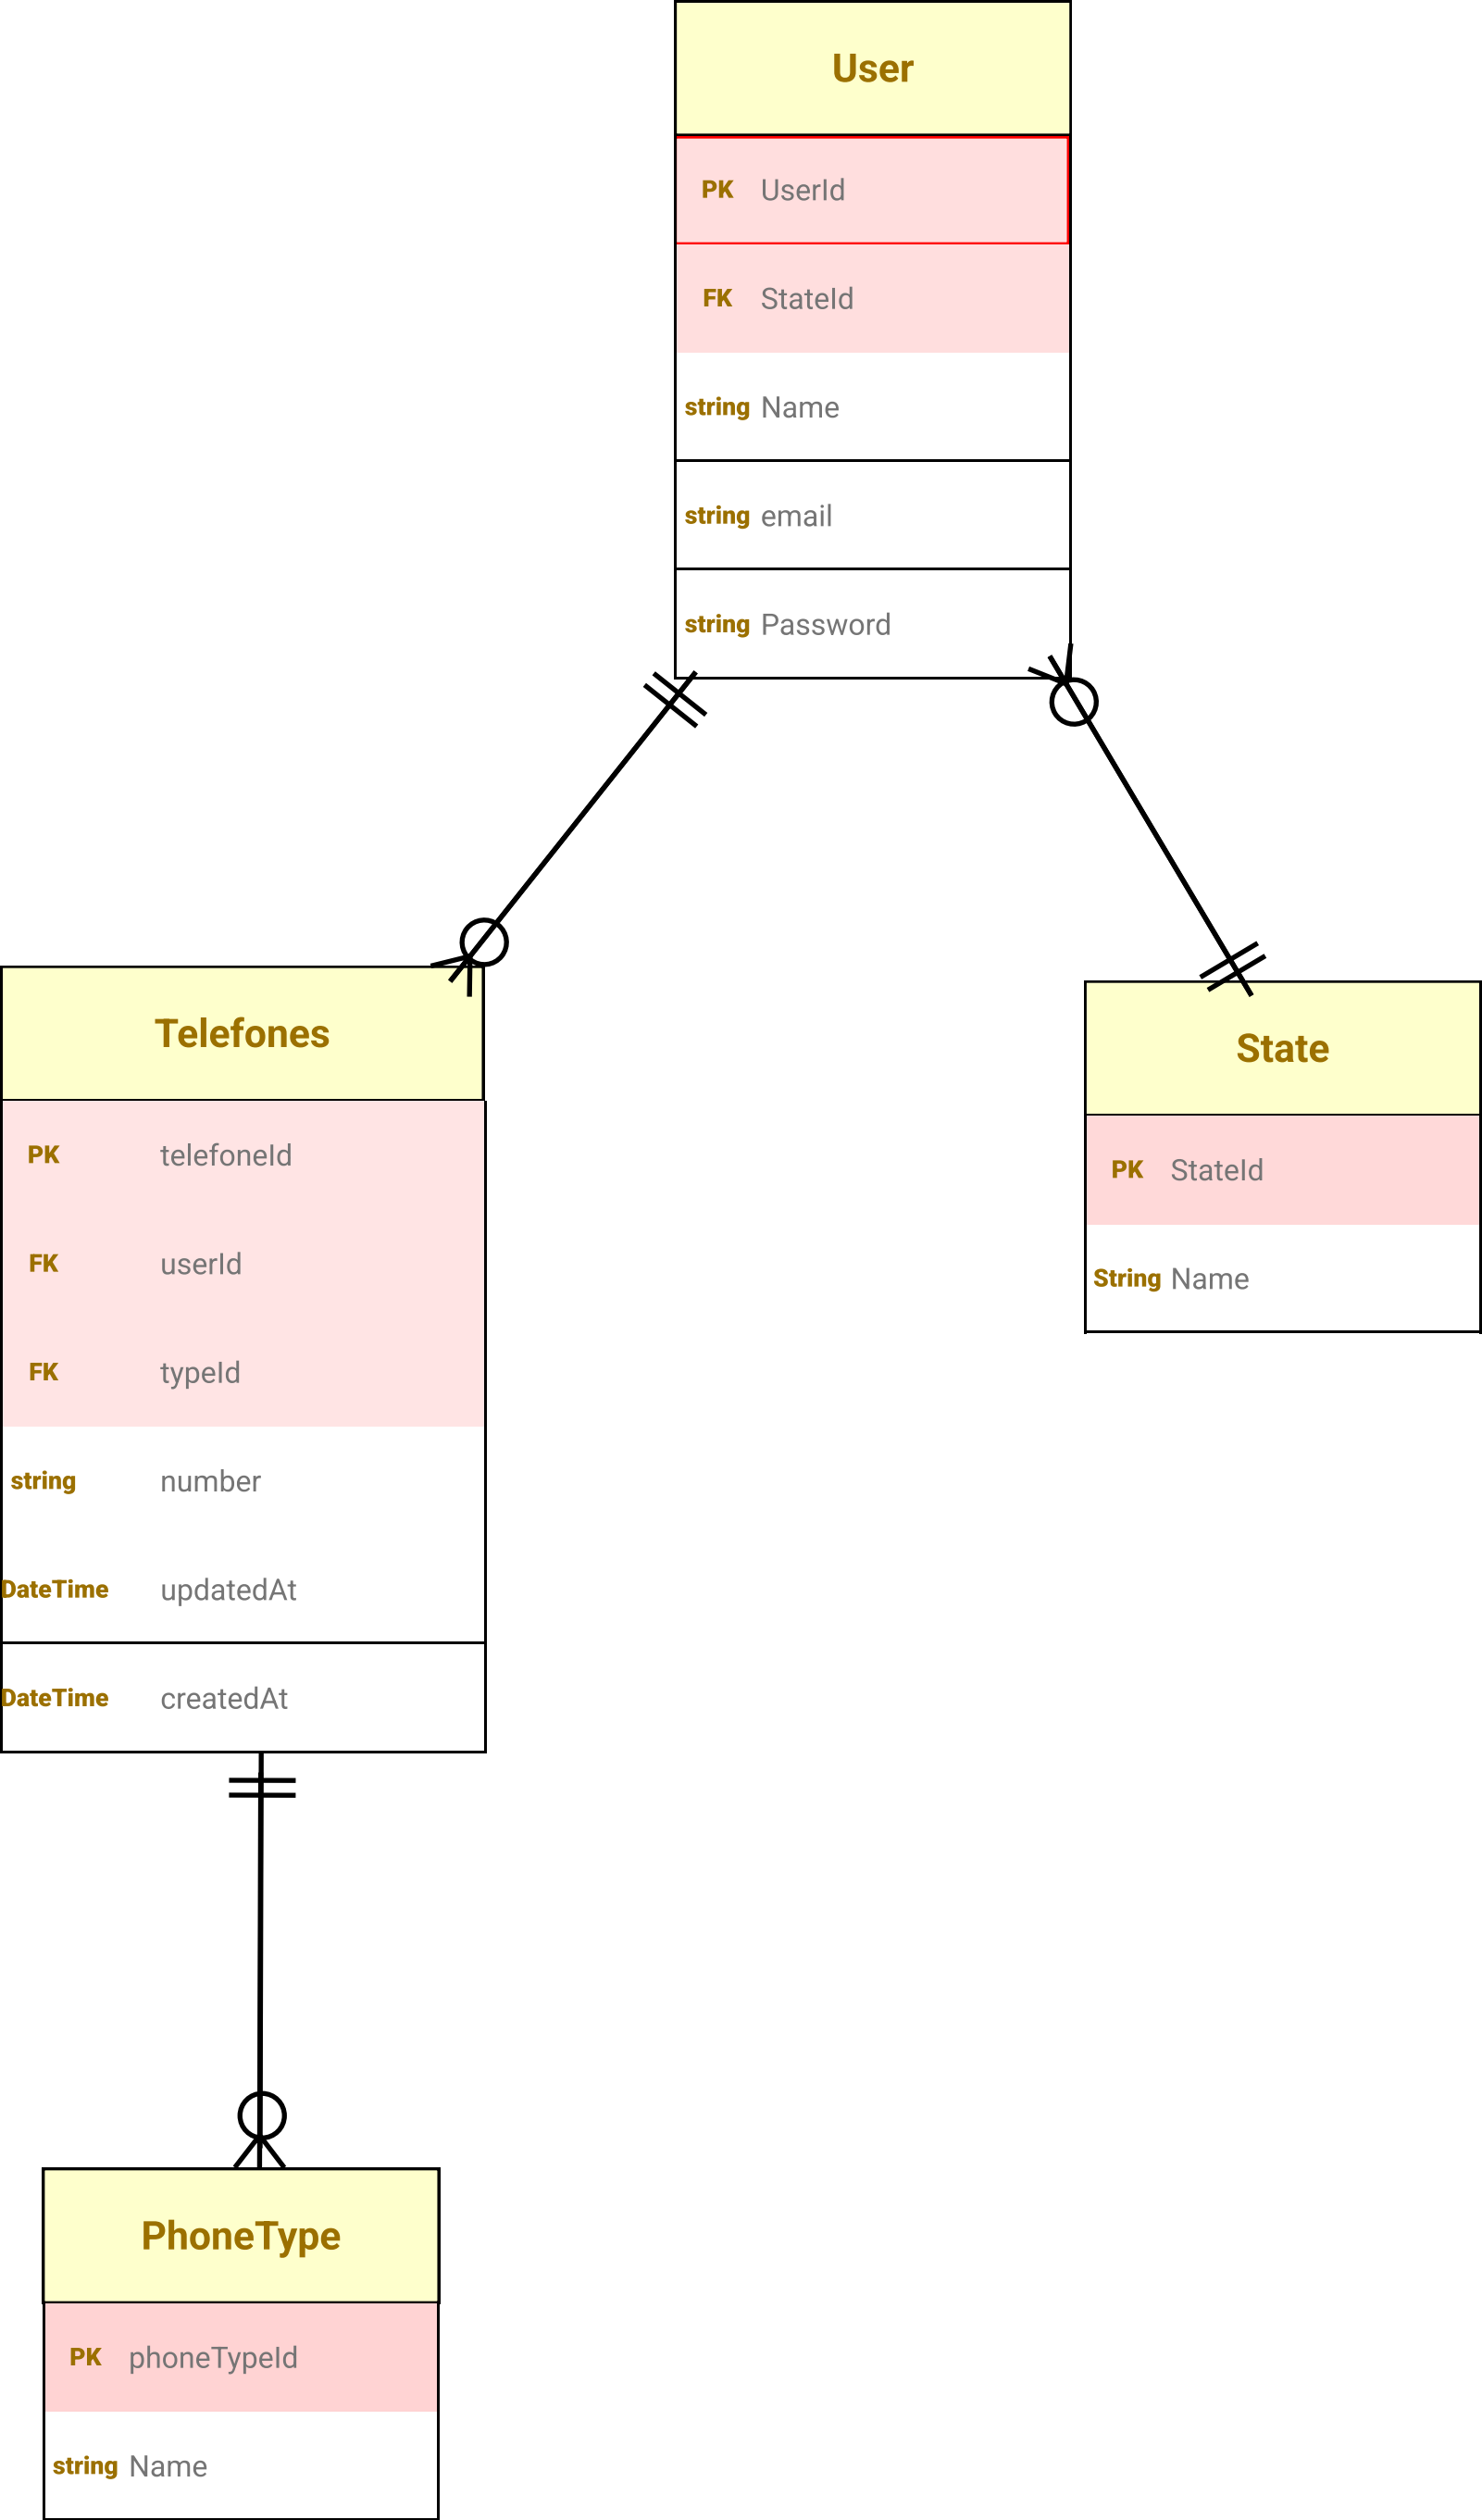 User
PK UserId
FK StateId
string Name
string email
string Password
Telefones
PK telefoneId
FK userId
FK typeId
string number
DateTime updatedAt
DateTime createdAt
State
PK StateId
String Name
PhoneType
PK phoneTypeId
string Name